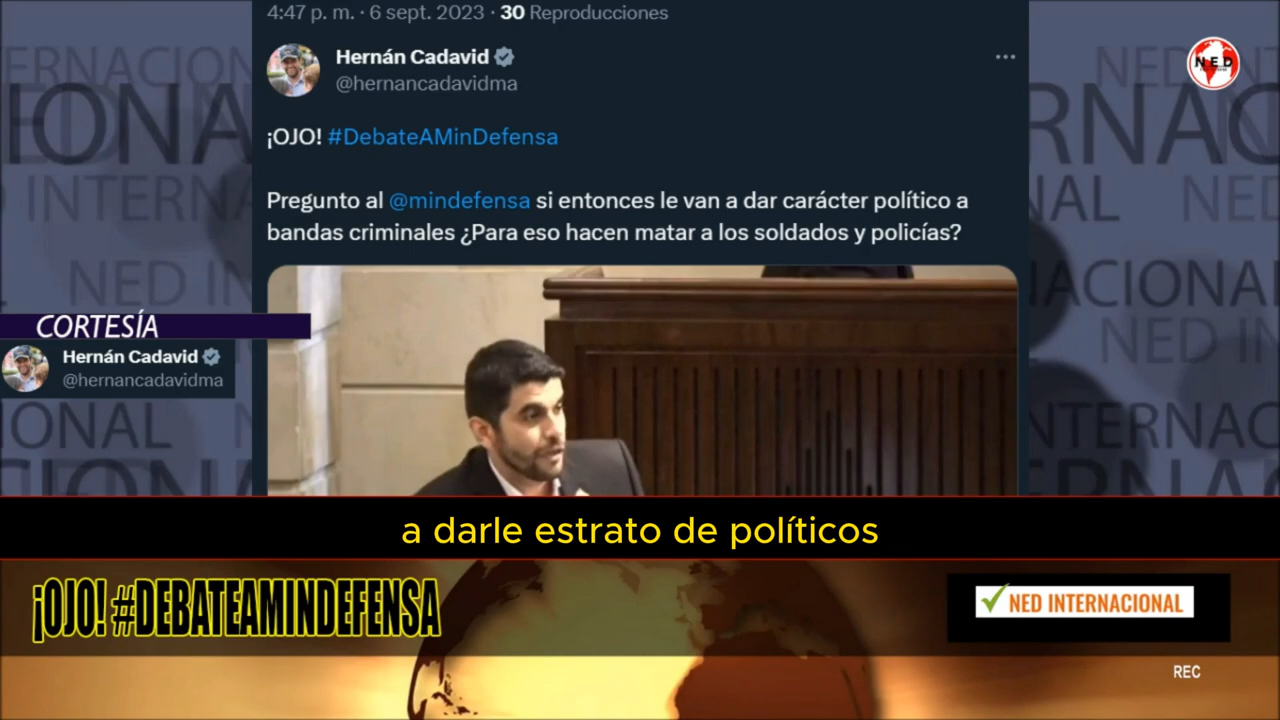 4:47 p. m. · 6 sept. 2023 · 30 Reproducciones
Hernán Cadavid
@hernancadavidma
NED
¡OJO! #DebateAMinDefensa
Pregunto al @mindefensa si entonces le van a dar carácter político a
bandas criminales ¿Para eso hacen matar a los soldados y policías?
CORTESÍA
Hernán Cadavid
@hernancadavidma
a darle estrato de políticos
¡OJO! #DEBATEAMINDEFENSA
NED INTERNACIONAL
REC